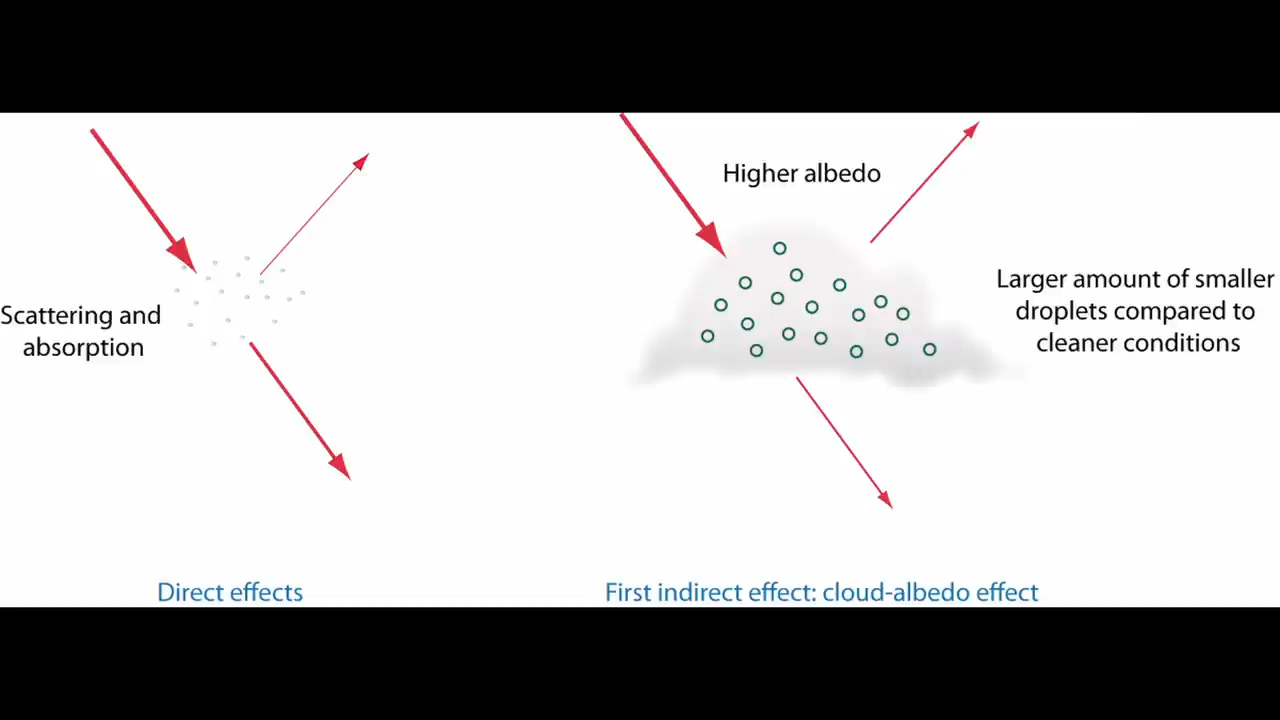 Higher albedo
Scattering and
absorption
Larger amount of smaller
droplets compared to
cleaner conditions
Direct effects
First indirect effect: cloud-albedo effect